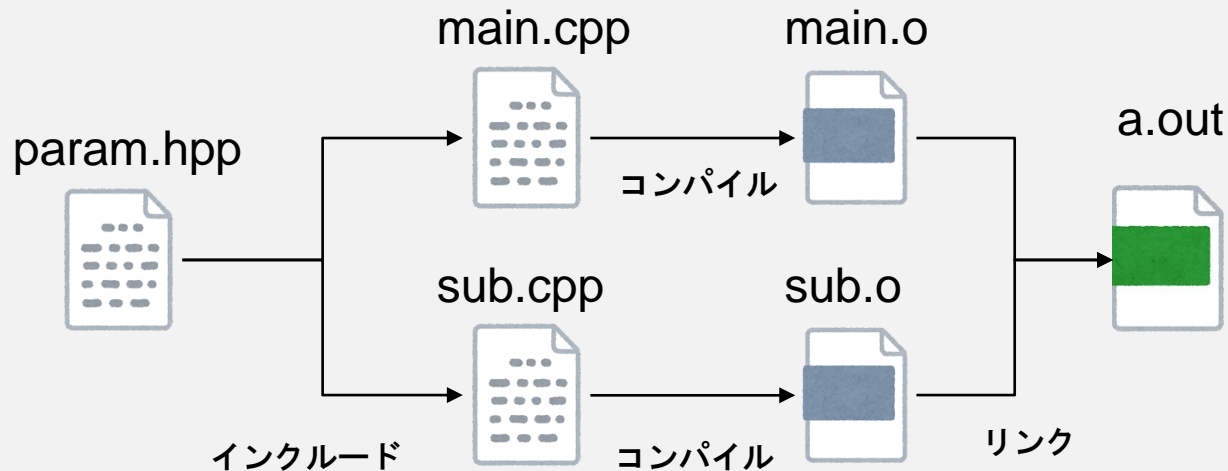 main.cpp
main.o
param.hpp
a.out
コンパイル
sub.cpp
sub.o
インクルード
コンパイル
リンク